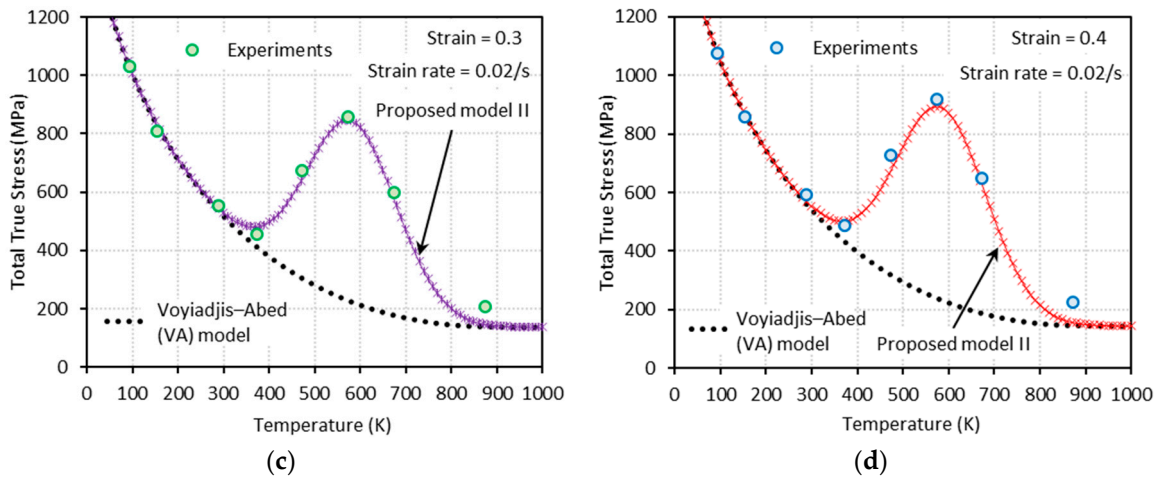 1200
1000
800
600
400
200
0
Total True Stress (MPa)
Experiments
Strain = 0.3
Strain rate = 0.02/s
Proposed model II
Voyiadjis–Abed
(VA) model
0 100 200 300 400 500 600 700 800 900 1000
Temperature (K)
(c)
1200
1000
800
600
400
200
0
Total True Stress (MPa)
Experiments
Strain = 0.4
Strain rate = 0.02/s
Voyiadjis–Abed
(VA) model
Proposed model II
0 100 200 300 400 500 600 700 800 900 1000
Temperature (K)
(d)